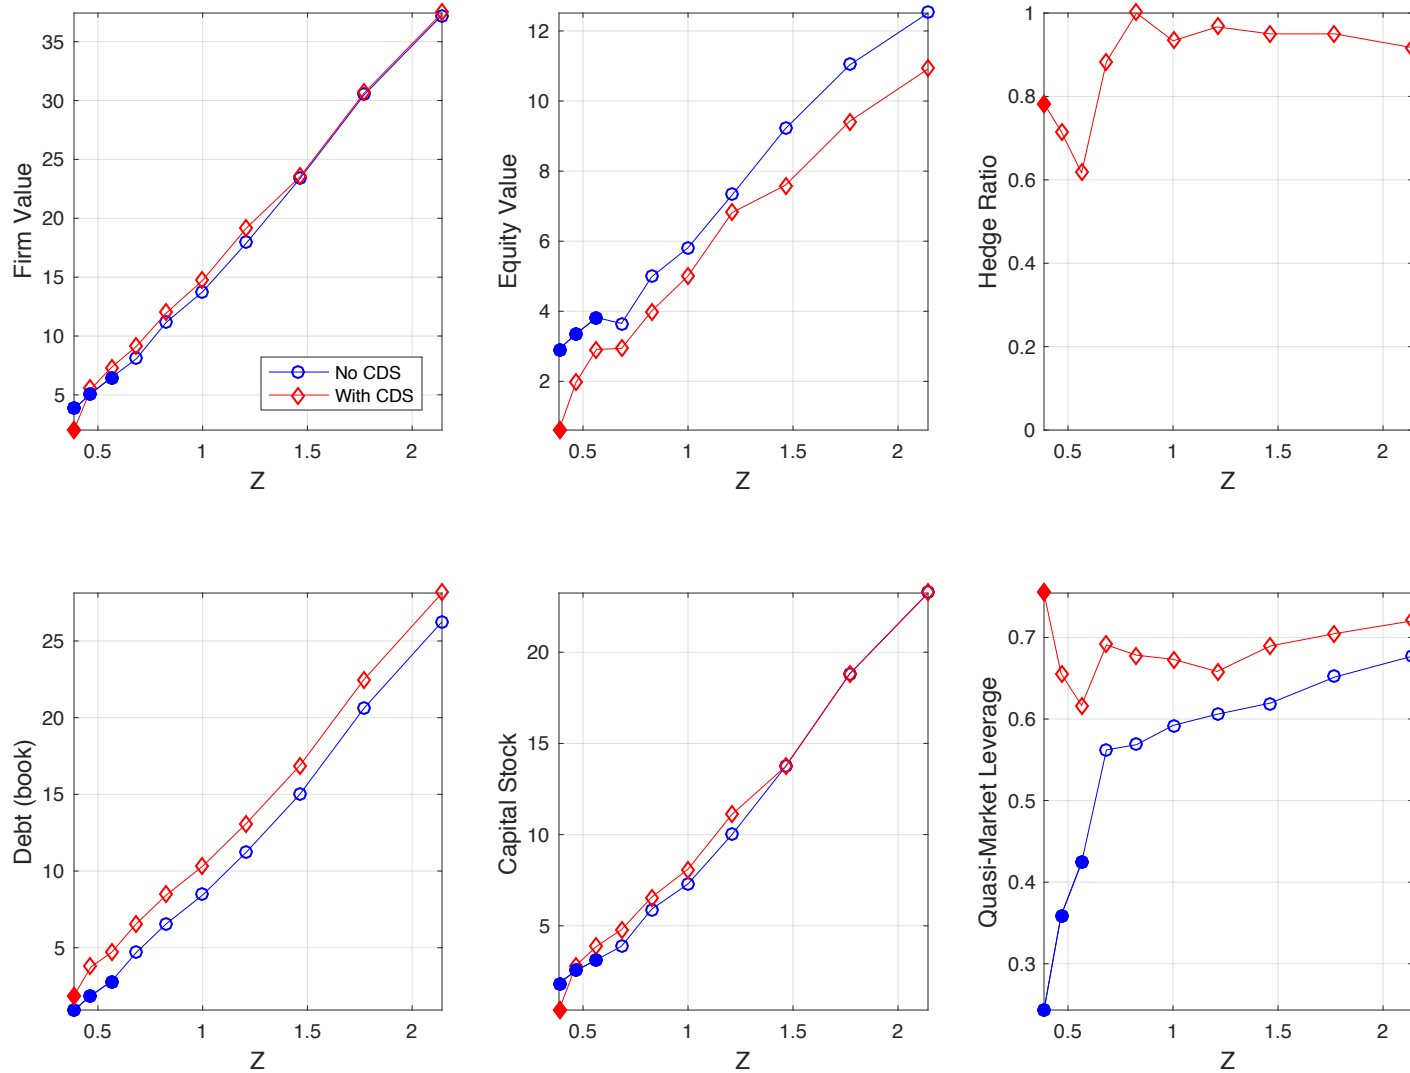 Firm Value
35
30
25
20
15
10
5
0.5 1 1.5 2
Z
No CDS
With CDS
Equity Value
12
10
8
6
4
2
0.5 1 1.5 2
Z
Hedge Ratio
1
0.8
0.6
0.4
0.2
0
0.5 1 1.5 2
Z
Debt (book)
25
20
15
10
5
0.5 1 1.5 2
Z
Capital Stock
20
15
10
5
0.5 1 1.5 2
Z
Quasi-Market Leverage
0.7
0.6
0.5
0.4
0.3
0.5 1 1.5 2
Z